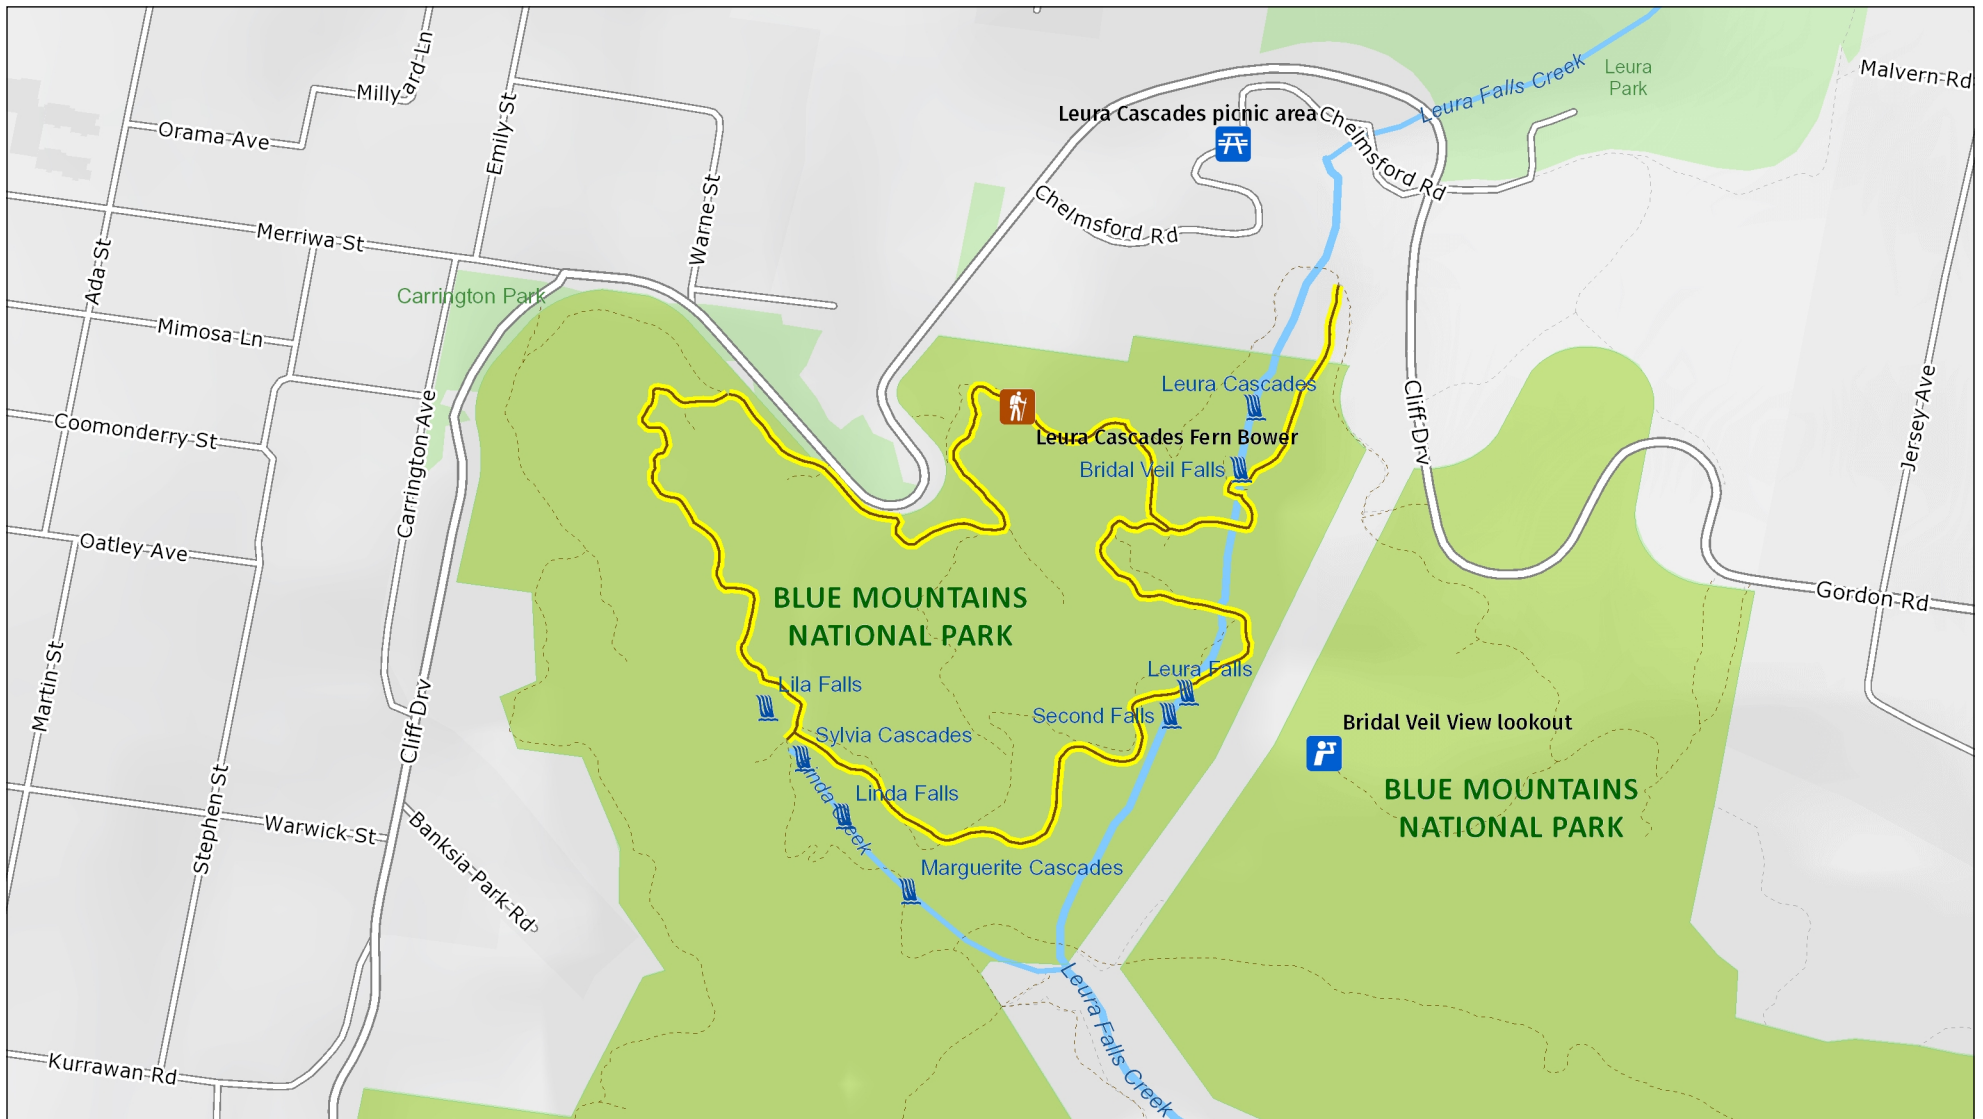 Millyard Ln
Malvern Rd
Leura
Park
Leura Falls Creek
Leura Cascades picnic area
Chelmsford Rd
Orama Ave
Emily St
Chelmsford Rd
Warne St
Merriwa St
Ada St
Carrington Park
Mimosa Ln
Leura Cascades
Cliff Drv
Jersey Ave
Coomonderry St
Carrington Ave
Leura Cascades Fern Bower
Bridal Veil Falls
Oatley Ave
Gordon Rd
BLUE MOUNTAINS
NATIONAL PARK
Martin St
Lila Falls
Leura Falls
Second Falls
Cliff Drv
Sylvia Cascades
Bridal Veil View lookout
BLUE MOUNTAINS
NATIONAL PARK
Linda Falls
Linda Creek
Stephen St
Warwick St
Banksia Park Rd
Marguerite Cascades
Leura Falls Creek
Kurrawan Rd